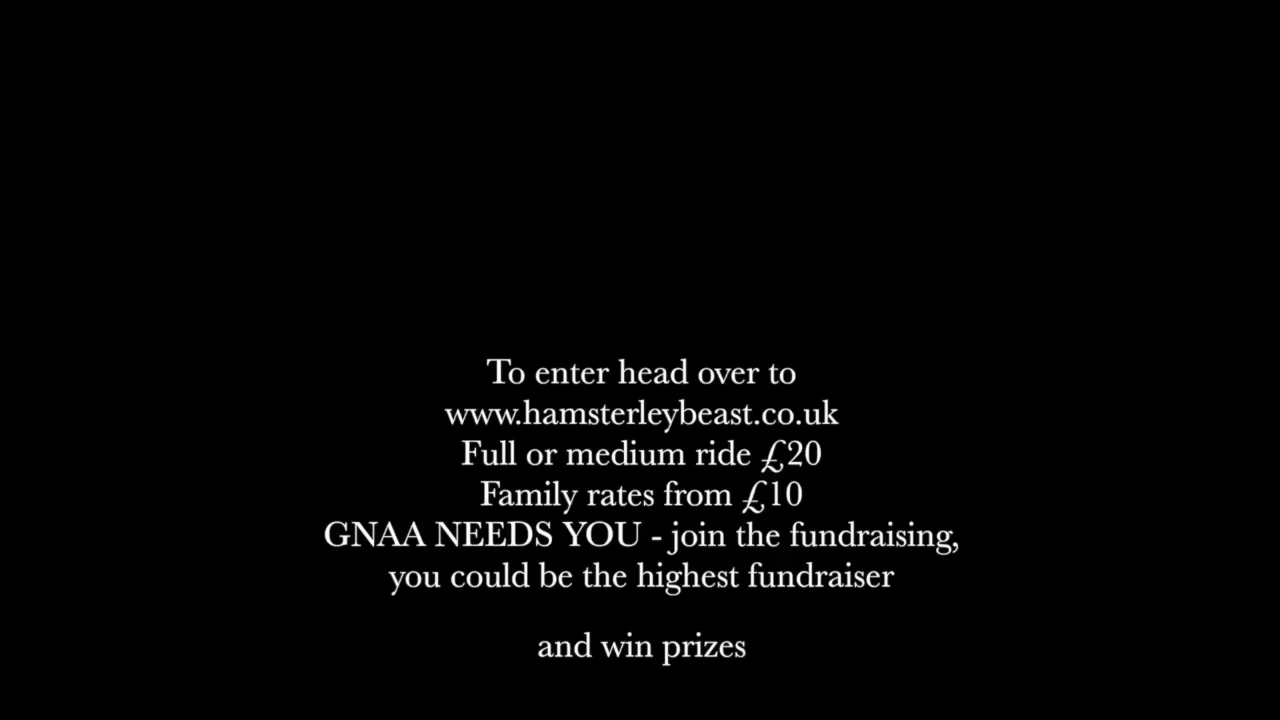 To enter head over to
www.hamsterleybeast.co.uk
Full or medium ride £20
Family rates from £10
GNAA NEEDS YOU - join the fundraising,
you could be the highest fundraiser
and win prizes